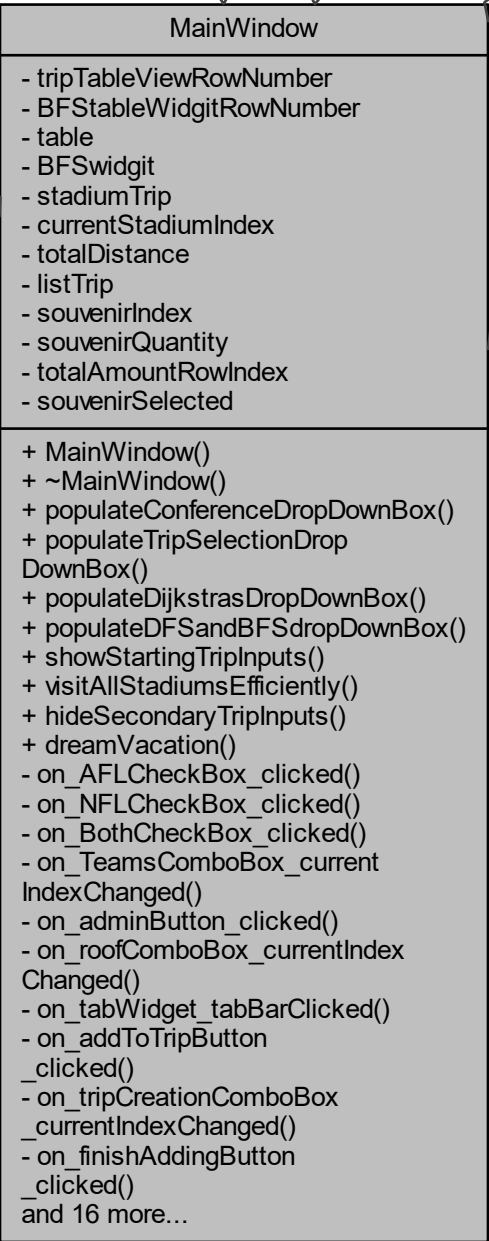 MainWindow
- tripTableViewRowNumber
- BFStableWidgitRowNumber
- table
- BFSwidgit
- stadiumTrip
- currentStadiumIndex
- totalDistance
- listTrip
- souvenirIndex
- souvenirQuantity
- totalAmountRowIndex
- souvenirSelected
+ MainWindow()
+ ~MainWindow()
+ populateConferenceDropDownBox()
+ populateTripSelectionDrop
DownBox()
+ populateDijkstrasDropDownBox()
+ populateDFSandBFSdropDownBox()
+ showStartingTripInputs()
+ visitAllStadiumsEfficiently()
+ hideSecondaryTripInputs()
+ dreamVacation()
- on_AFLCheckBox_clicked()
- on_NFLCheckBox_clicked()
- on_BothCheckBox_clicked()
- on_TeamsComboBox_current
IndexChanged()
- on_adminButton_clicked()
- on_roofComboBox_currentIndex
Changed()
- on_tabWidget_tabBarClicked()
- on_addToTripButton
_clicked()
- on_tripCreationComboBox
_currentIndexChanged()
- on_finishAddingButton
_clicked()
and 16 more...